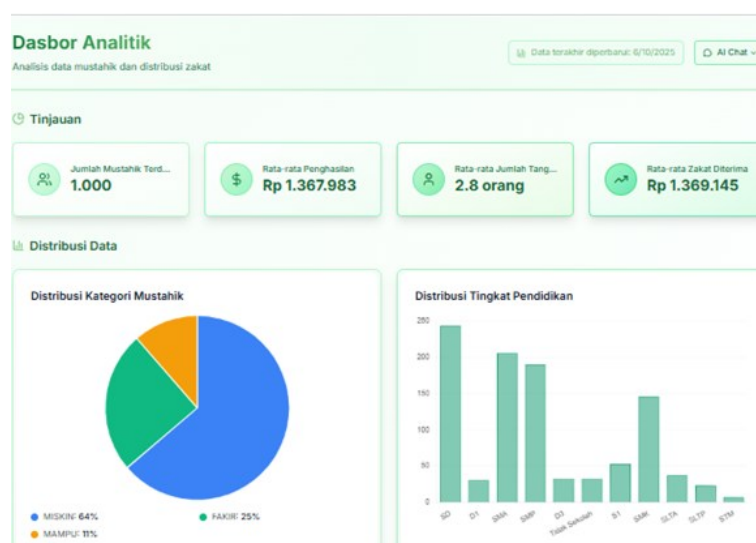 Dasbor Analitik
Analisis data mustahik dan distribusi zakat
Data terakhir diperbarui: 6/10/2025
AI Chat
Tinjauan
Jumlah Mustahik Terd...
1.000
Rata-rata Penghasilan
Rp 1.367.983
Rata-rata Jumlah Tang...
2.8 orang
Rata-rata Zakat Diterima
Rp 1.369.145
Distribusi Data
Distribusi Kategori Mustahik
MISKIN: 64%
FAKIR: 25%
MAMPU: 11%
Distribusi Tingkat Pendidikan
250
200
150
100
50
0
SD
D1
SMA
SMP
D3
Tidak Sekolah
S1
SMK
SLTA
SLTP
STM